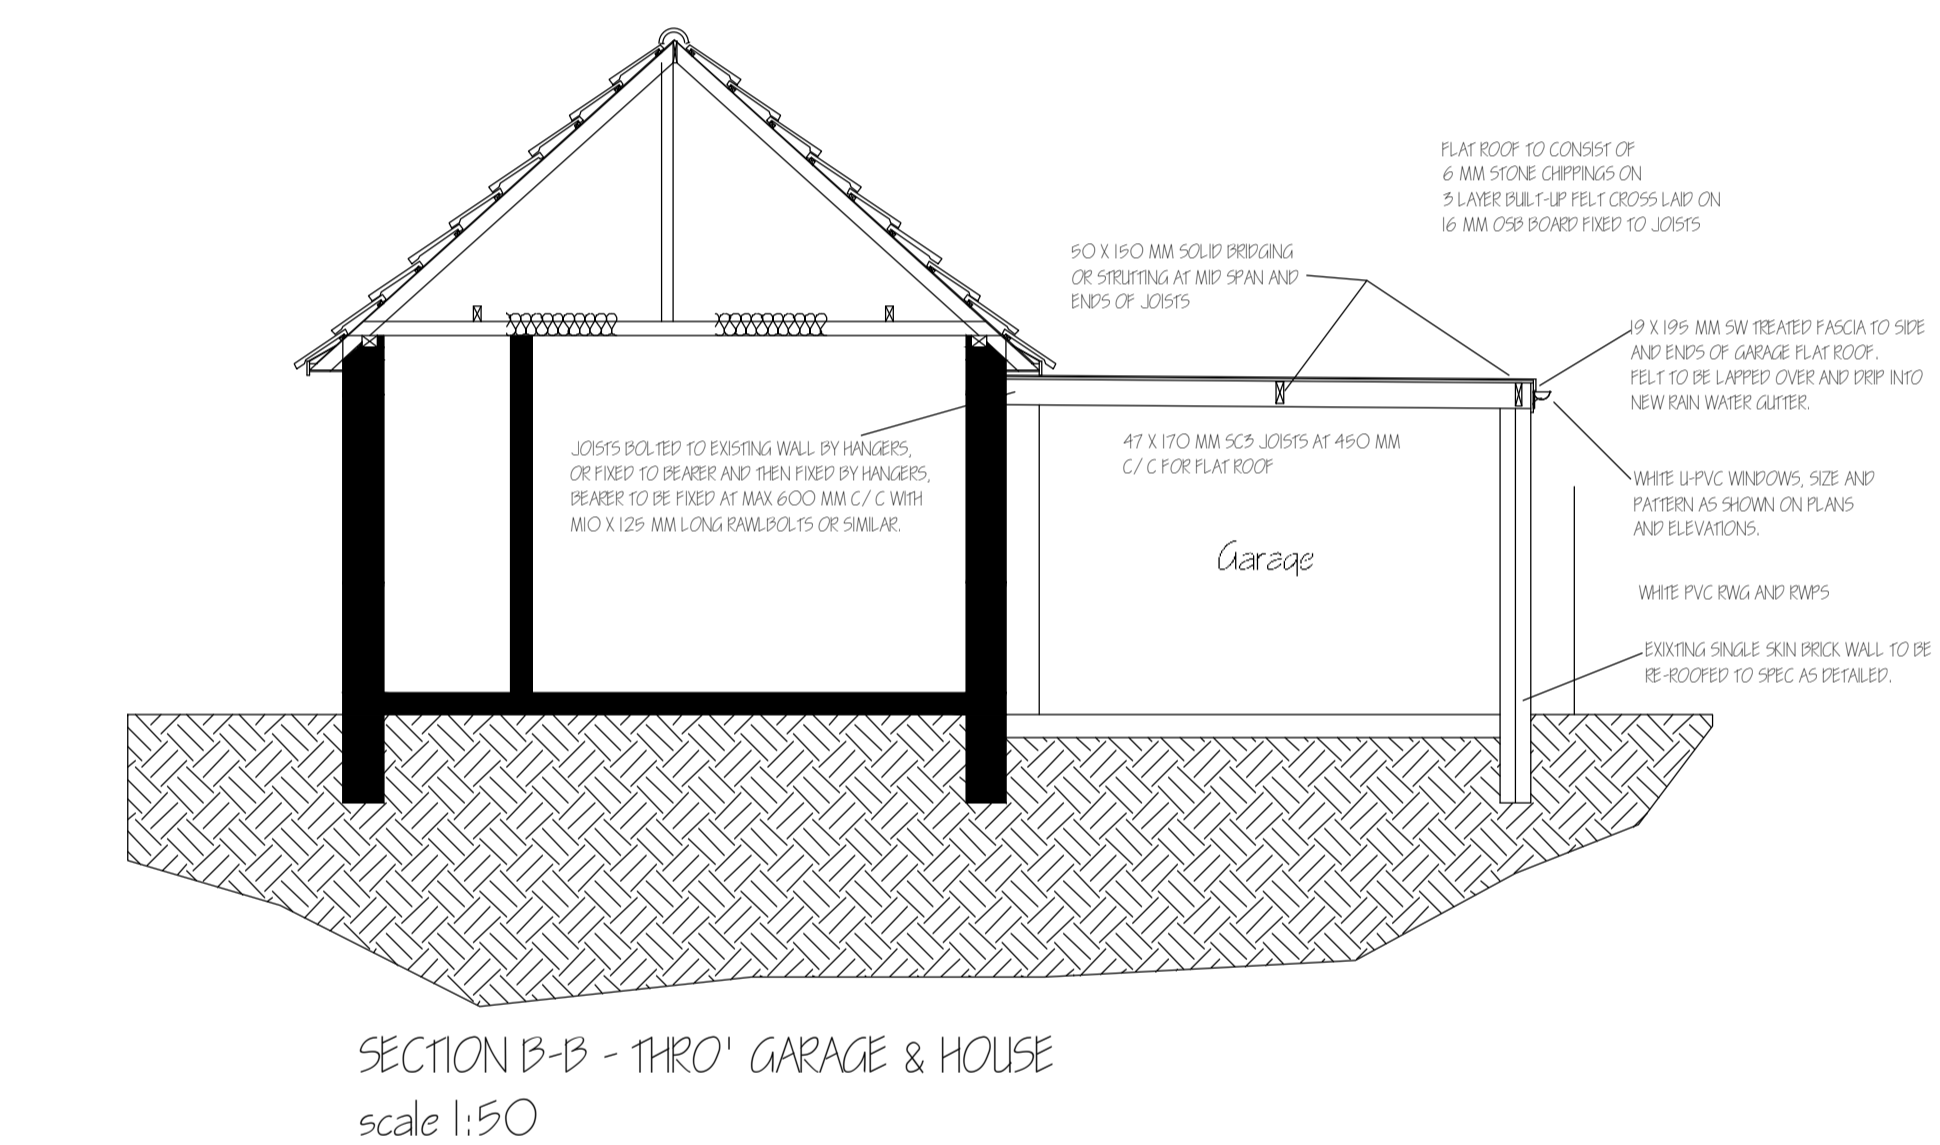 FLAT ROOF TO CONSIST OF
6 MM STONE CHIPPINGS ON
3 LAYER BUILT-UP FELT CROSS LAID ON
16 MM OSB BOARD FIXED TO JOISTS
50 X 150 MM SOLID BRIDGING
OR STRUTTING AT MID SPAN AND
ENDS OF JOISTS
19 X 195 MM SW TREATED FASCIA TO SIDE
AND ENDS OF GARAGE FLAT ROOF.
FELT TO BE LAPPED OVER AND DRIP INTO
NEW RAIN WATER GUTTER.
JOISTS BOLTED TO EXISTING WALL BY HANGERS,
OR FIXED TO BEARER AND THEN FIXED BY HANGERS,
BEARER TO BE FIXED AT MAX 600 MM C/C WITH
M10 X 125 MM LONG RAWLBOLTS OR SIMILAR.
47 X 170 MM SC3 JOISTS AT 450 MM
C/C FOR FLAT ROOF
WHITE U-PVC WINDOWS, SIZE AND
PATTERN AS SHOWN ON PLANS
AND ELEVATIONS.
Garage
WHITE PVC RWG AND RWPS
EXIXTING SINGLE SKIN BRICK WALL TO BE
RE-ROOFED TO SPEC AS DETAILED.
SECTION B-B - THRO' GARAGE & HOUSE
scale 1:50